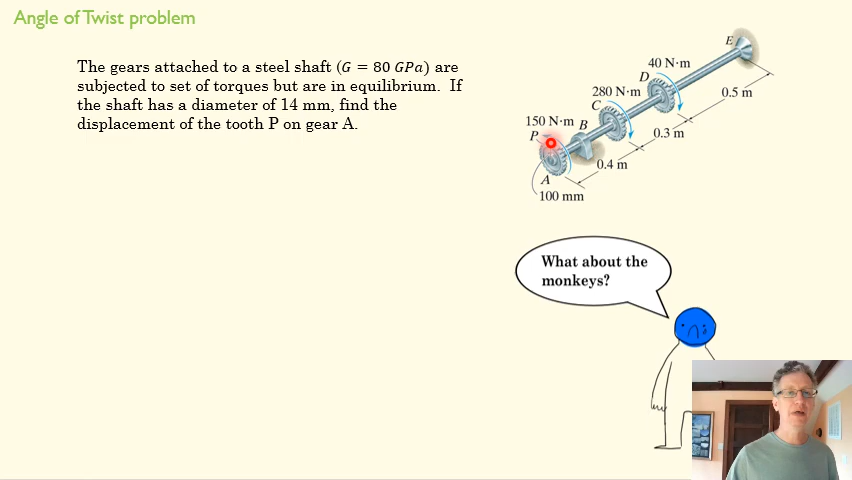 Angle of Twist problem
The gears attached to a steel shaft (G = 80 GPa) are
subjected to set of torques but are in equilibrium. If
the shaft has a diameter of 14 mm, find the
displacement of the tooth P on gear A.
E
40 N·m
D
280 N·m
0.5 m
C
150 N·m
B
0.3 m
P
0.4 m
A
100 mm
What about the
monkeys?